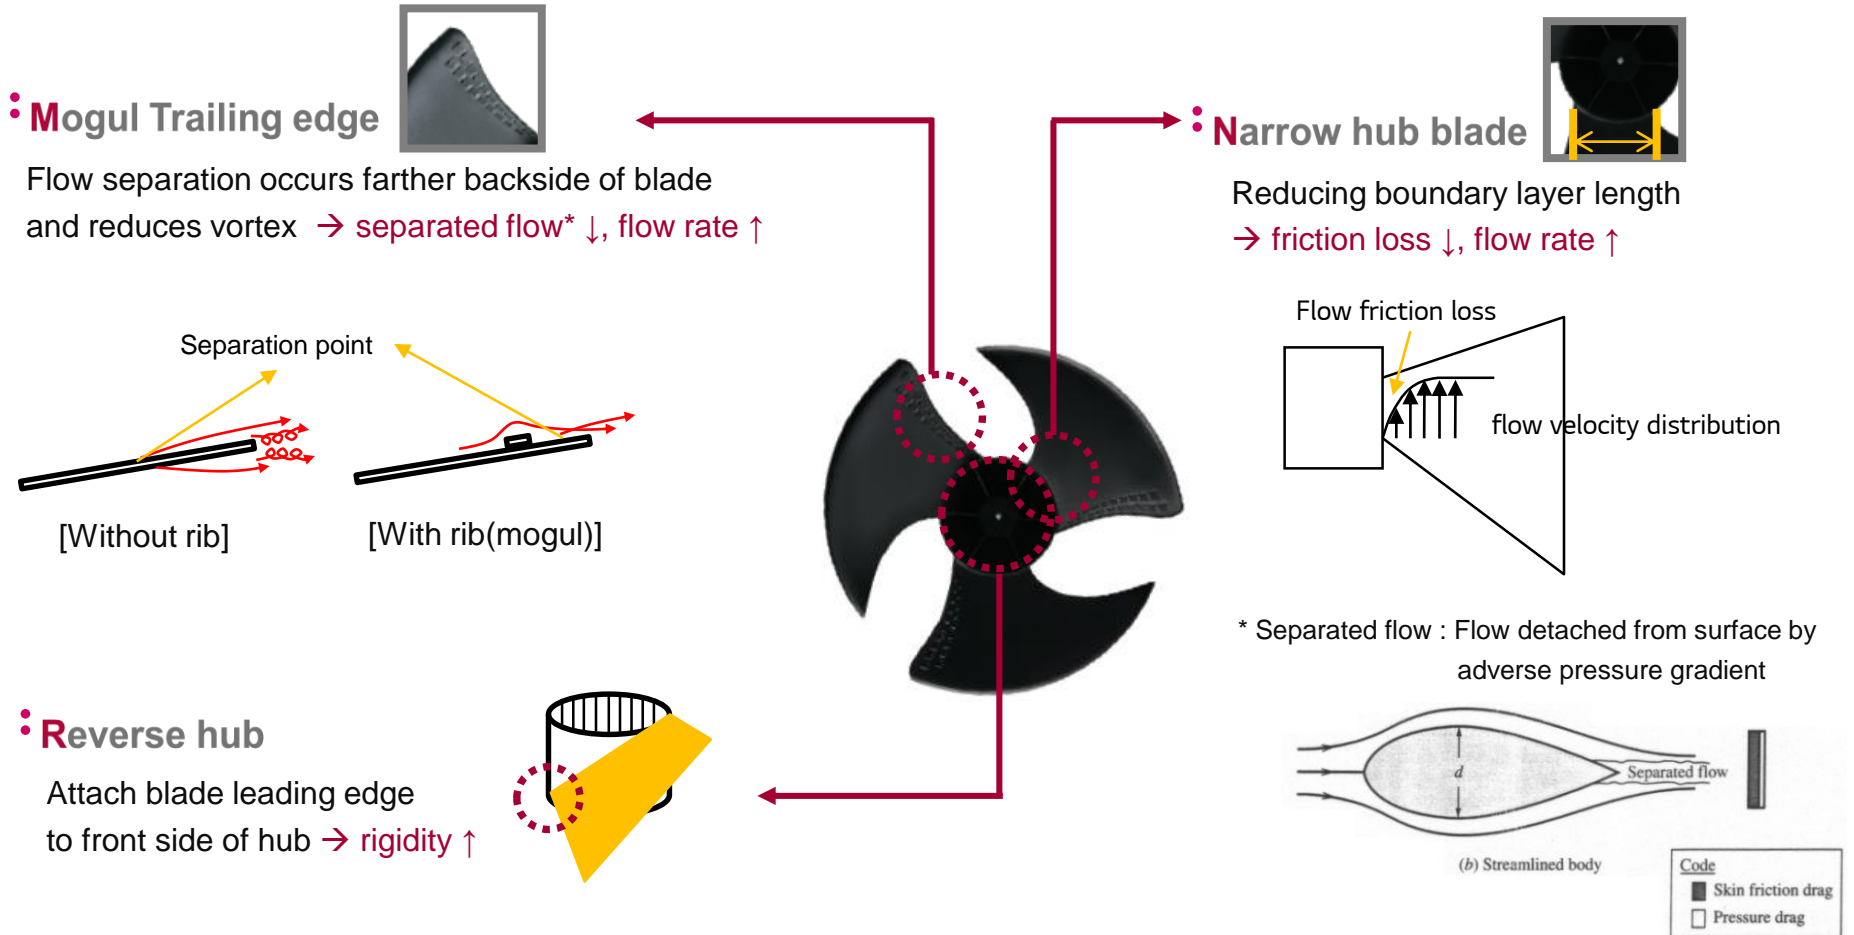 Mogul Trailing edge
Flow separation occurs farther backside of blade
and reduces vortex → separated flow* ↓, flow rate ↑
Separation point
[Without rib]
[With rib(mogul)]
Narrow hub blade
Reducing boundary layer length
→ friction loss ↓, flow rate ↑
Flow friction loss
flow velocity distribution
* Separated flow : Flow detached from surface by
adverse pressure gradient
d
Separated flow
(b) Streamlined body
Code
Skin friction drag
Pressure drag
Reverse hub
Attach blade leading edge
to front side of hub → rigidity ↑